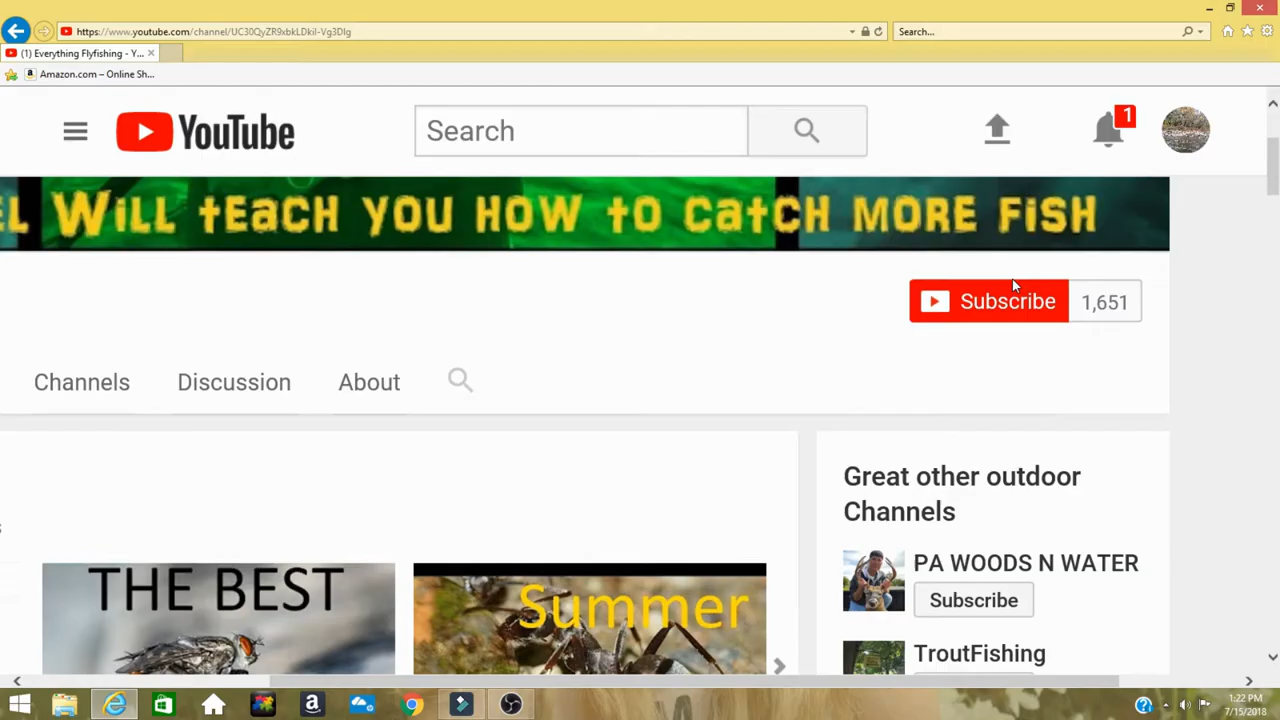 https://www.youtube.com/channel/UC30QyZR9xbkLDkiI-Vg3DIg
Search...
(1) Everything Flyfishing - Y...
Amazon.com – Online Sh...
YouTube
Search
1
EL WiLL tEacH YOU HOW tO CatcH MORE FiSH
Subscribe 1,651
Channels Discussion About
Great other outdoor
Channels
THE BEST
Summer
PA WOODS N WATER
Subscribe
TroutFishing
1:22 PM
7/15/2018